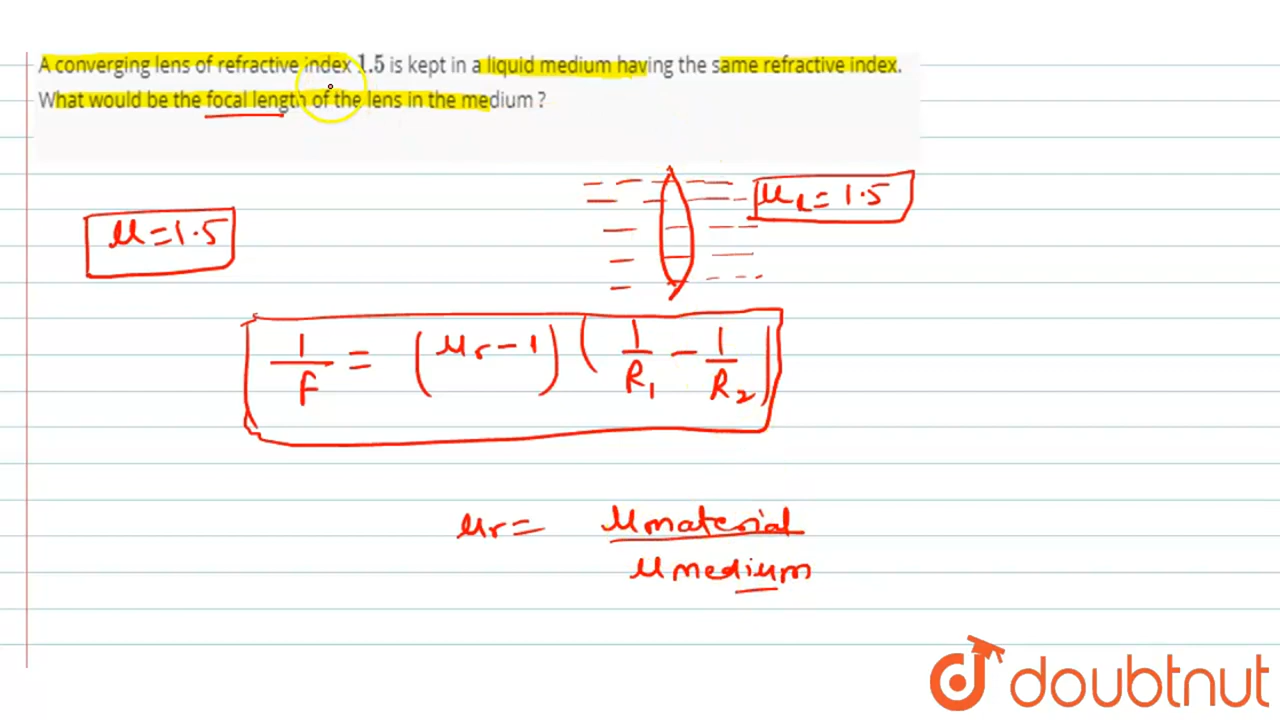 A converging lens of refractive index 1.5 is kept in a liquid medium having the same refractive index.
What would be the focal length of the lens in the medium ?
μ_L = 1.5
μ = 1.5
1/F = (μr - 1) (1/R₁ - 1/R₂)
μr = μmaterial/μmedium
doubtnut